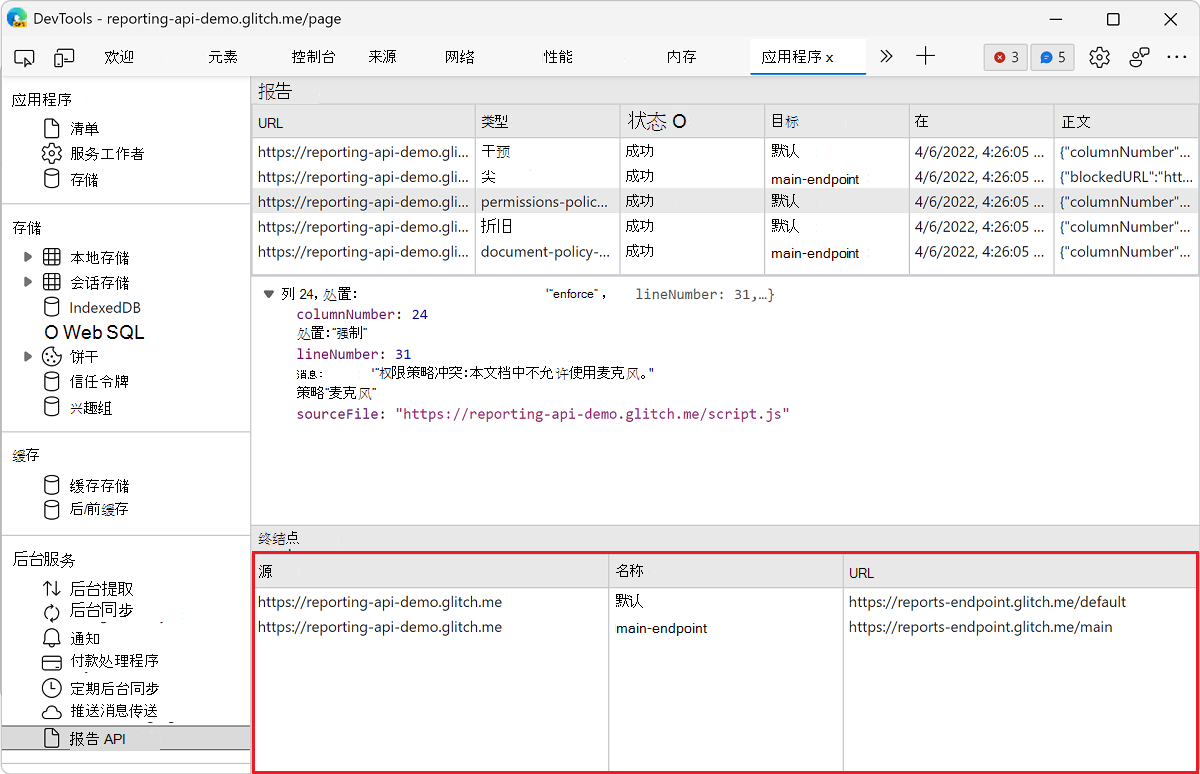 DevTools - reporting-api-demo.glitch.me/page
欢迎 元素 控制台 来源 网络 性能 内存 应用程序 x 3 5
应用程序
清单
服务工作者
存储
存储
本地存储
会话存储
IndexedDB
O Web SQL
饼干
信任令牌
兴趣组
缓存
缓存存储
后/前缓存
后台服务
后台提取
后台同步
通知
付款处理程序
定期后台同步
推送消息传送
报告 API
报告
URL 类型 状态 O 目标 在 正文
https://reporting-api-demo.gli... 干预 成功 默认 4/6/2022, 4:26:05 ... {"columnNumber"...
https://reporting-api-demo.gli... 尖 成功 main-endpoint 4/6/2022, 4:26:05 ... {"blockedURL":"htt...
https://reporting-api-demo.gli... permissions-polic... 成功 默认 4/6/2022, 4:26:05 ... {"columnNumber"...
https://reporting-api-demo.gli... 折旧 成功 默认 4/6/2022, 4:26:05 ... {"columnNumber"...
https://reporting-api-demo.gli... document-policy-... 成功 main-endpoint 4/6/2022, 4:26:05 ... {"columnNumber"...
列 24, 处置: '"enforce", lineNumber: 31,…}
columnNumber: 24
处置:"强制"
lineNumber: 31
消息: '"权限策略冲突:本文档中不允许使用麦克风。"
策略"麦克风"
sourceFile: "https://reporting-api-demo.glitch.me/script.js"
终结点
源 名称 URL
https://reporting-api-demo.glitch.me 默认 https://reports-endpoint.glitch.me/default
https://reporting-api-demo.glitch.me main-endpoint https://reports-endpoint.glitch.me/main